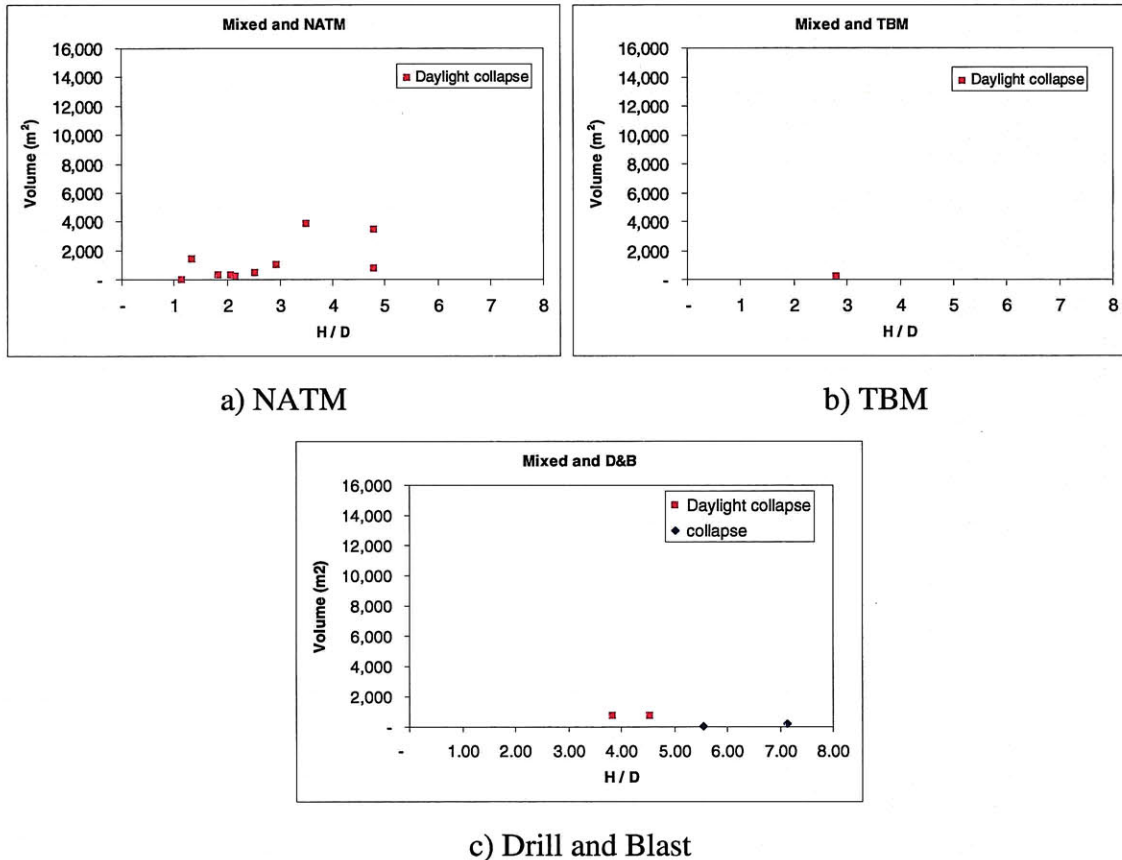 Mixed and NATM
16,000
14,000
12,000
10,000
8,000
6,000
4,000
2,000
-
Volume (m²)
Daylight collapse
- 1 2 3 4 5 6 7 8
H / D
a) NATM
Mixed and TBM
16,000
14,000
12,000
10,000
8,000
6,000
4,000
2,000
-
Volume (m²)
Daylight collapse
- 1 2 3 4 5 6 7 8
H / D
b) TBM
Mixed and D&B
16,000
14,000
12,000
10,000
8,000
6,000
4,000
2,000
-
Volume (m2)
Daylight collapse
collapse
- 1.00 2.00 3.00 4.00 5.00 6.00 7.00 8.00
H / D
c) Drill and Blast